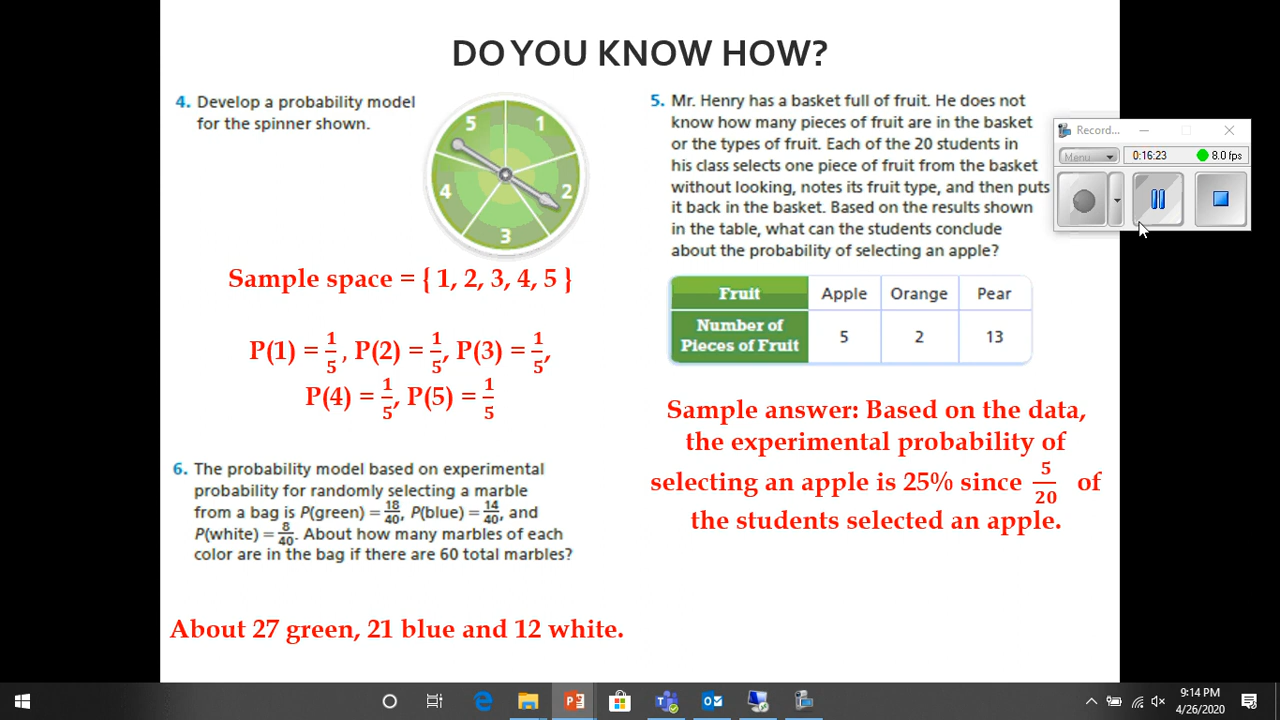 DO YOU KNOW HOW?
4. Develop a probability model
for the spinner shown.
5
1
4
2
3
Sample space = { 1, 2, 3, 4, 5 }
P(1) = 1/5, P(2) = 1/5, P(3) = 1/5,
P(4) = 1/5, P(5) = 1/5
6. The probability model based on experimental
probability for randomly selecting a marble
from a bag is P(green) = 18/40, P(blue) = 14/40, and
P(white) = 8/40. About how many marbles of each
color are in the bag if there are 60 total marbles?
About 27 green, 21 blue and 12 white.
5. Mr. Henry has a basket full of fruit. He does not
know how many pieces of fruit are in the basket
or the types of fruit. Each of the 20 students in
his class selects one piece of fruit from the basket
without looking, notes its fruit type, and then puts
it back in the basket. Based on the results shown
in the table, what can the students conclude
about the probability of selecting an apple?
Fruit Apple Orange Pear
Number of
Pieces of Fruit 5 2 13
Sample answer: Based on the data,
the experimental probability of
selecting an apple is 25% since 5/20 of
the students selected an apple.
Record...
Menu 0:16:23 8.0 fps
9:14 PM
4/26/2020